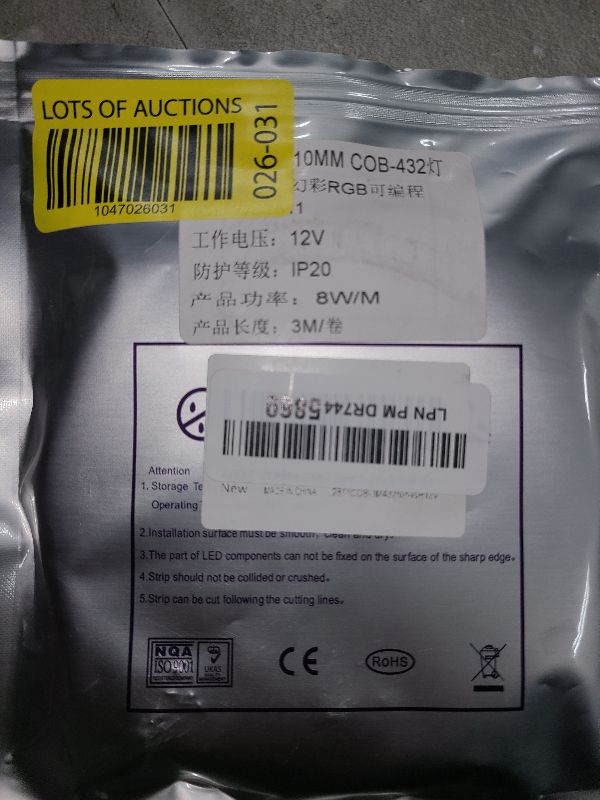 LOTS OF AUCTIONS
026-031
1047026031
10MM COB-432灯
幻彩RGB可编程
工作电压：12V
防护等级：IP20
产品功率：8W/M
产品长度：3M/卷
LPN PM DR744
New MADE IN CHINA
Attention
1. Storage Te
Operating
2.Installation surface must be smooth, clean and dry.
3.The part of LED components can not be fixed on the surface of the sharp edge。
4.Strip should not be collided or crushed。
5.Strip can be cut following the cutting lines。
NQA
ISO 9001
UKAS
CE
RoHS